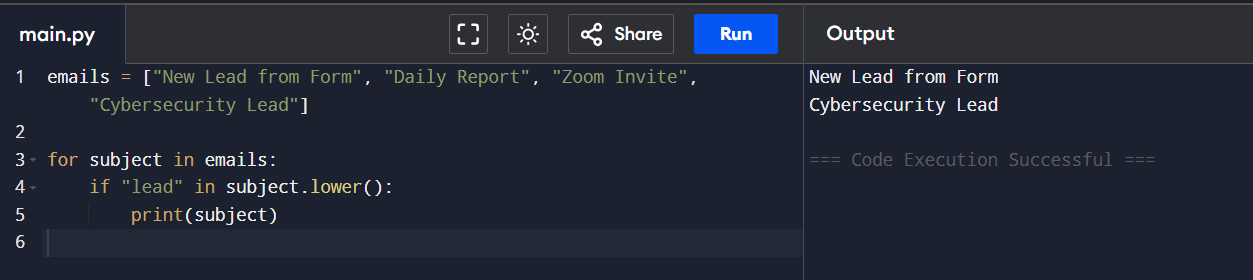 main.py Share Run Output
1 emails = ["New Lead from Form", "Daily Report", "Zoom Invite",
"Cybersecurity Lead"]
2
3 for subject in emails:
4 if "lead" in subject.lower():
5 print(subject)
6
New Lead from Form
Cybersecurity Lead
=== Code Execution Successful ===